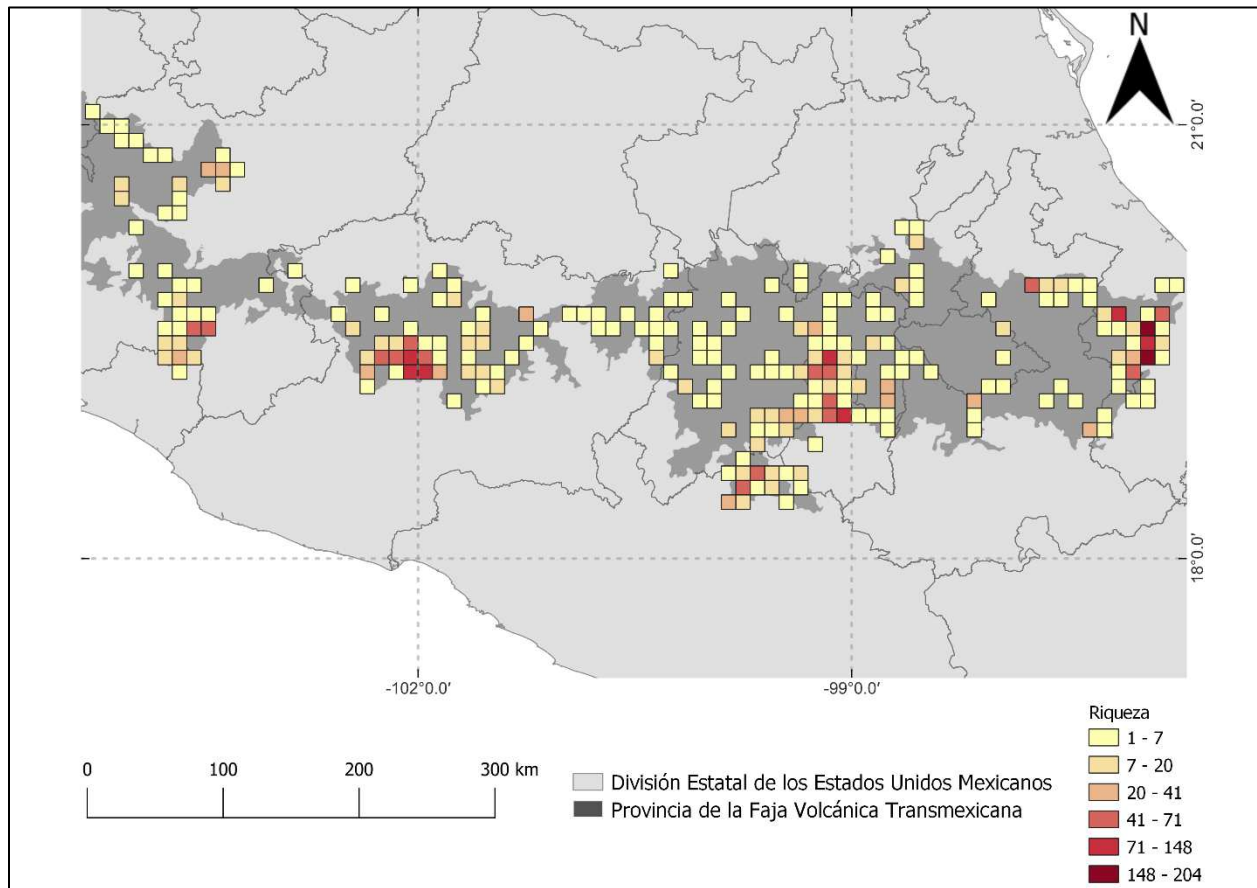 N
21°0.0'
18°0.0'
-102°0.0'
-99°0.0'
0 100 200 300 km
División Estatal de los Estados Unidos Mexicanos
Provincia de la Faja Volcánica Transmexicana
Riqueza
1 - 7
7 - 20
20 - 41
41 - 71
71 - 148
148 - 204